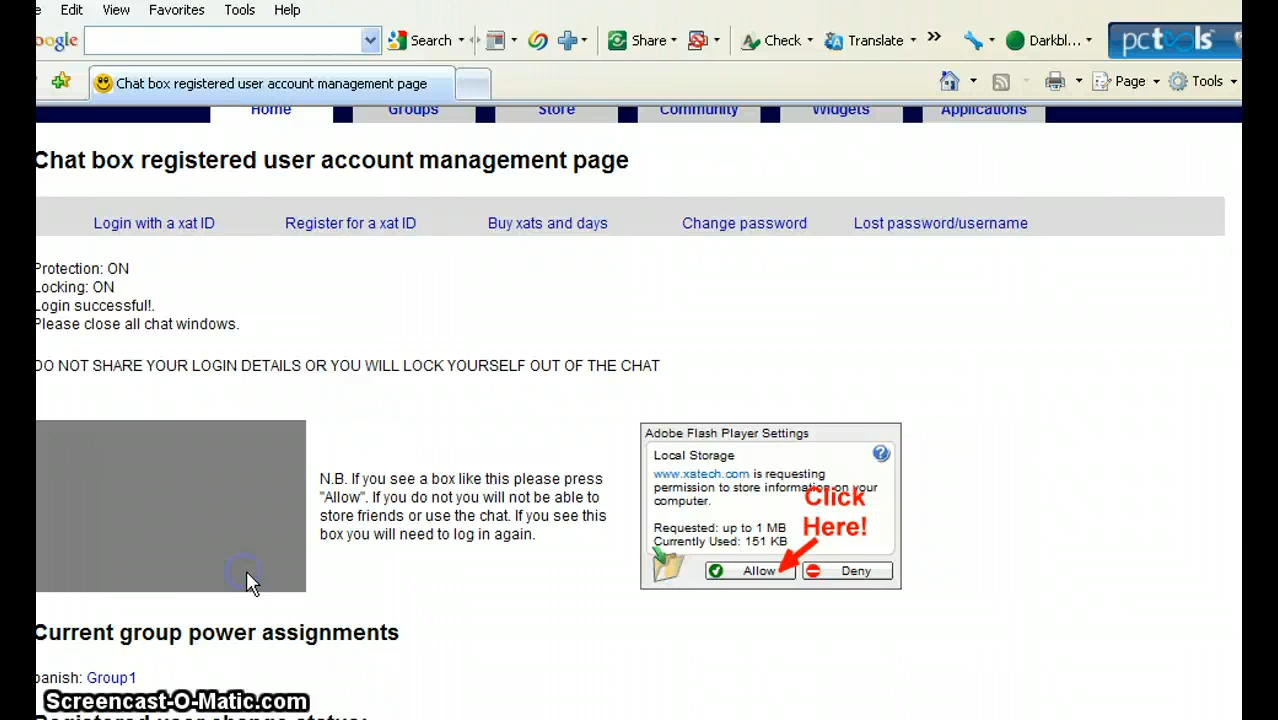 Edit View Favorites Tools Help
oogle Search Share Check Translate Darkbl... pctools
Chat box registered user account management page Page Tools
Home Groups Store Community Widgets Applications
Chat box registered user account management page
Login with a xat ID Register for a xat ID Buy xats and days Change password Lost password/username
Protection: ON
Locking: ON
Login successful!.
Please close all chat windows.
DO NOT SHARE YOUR LOGIN DETAILS OR YOU WILL LOCK YOURSELF OUT OF THE CHAT
N.B. If you see a box like this please press
"Allow". If you do not you will not be able to
store friends or use the chat. If you see this
box you will need to log in again.
Adobe Flash Player Settings
Local Storage
www.xatech.com is requesting
permission to store information on your
computer.
Click
Here!
Requested: up to 1 MB
Currently Used: 151 KB
Allow Deny
Current group power assignments
panish: Group1
Screencast-O-Matic.com
Registered user change status: